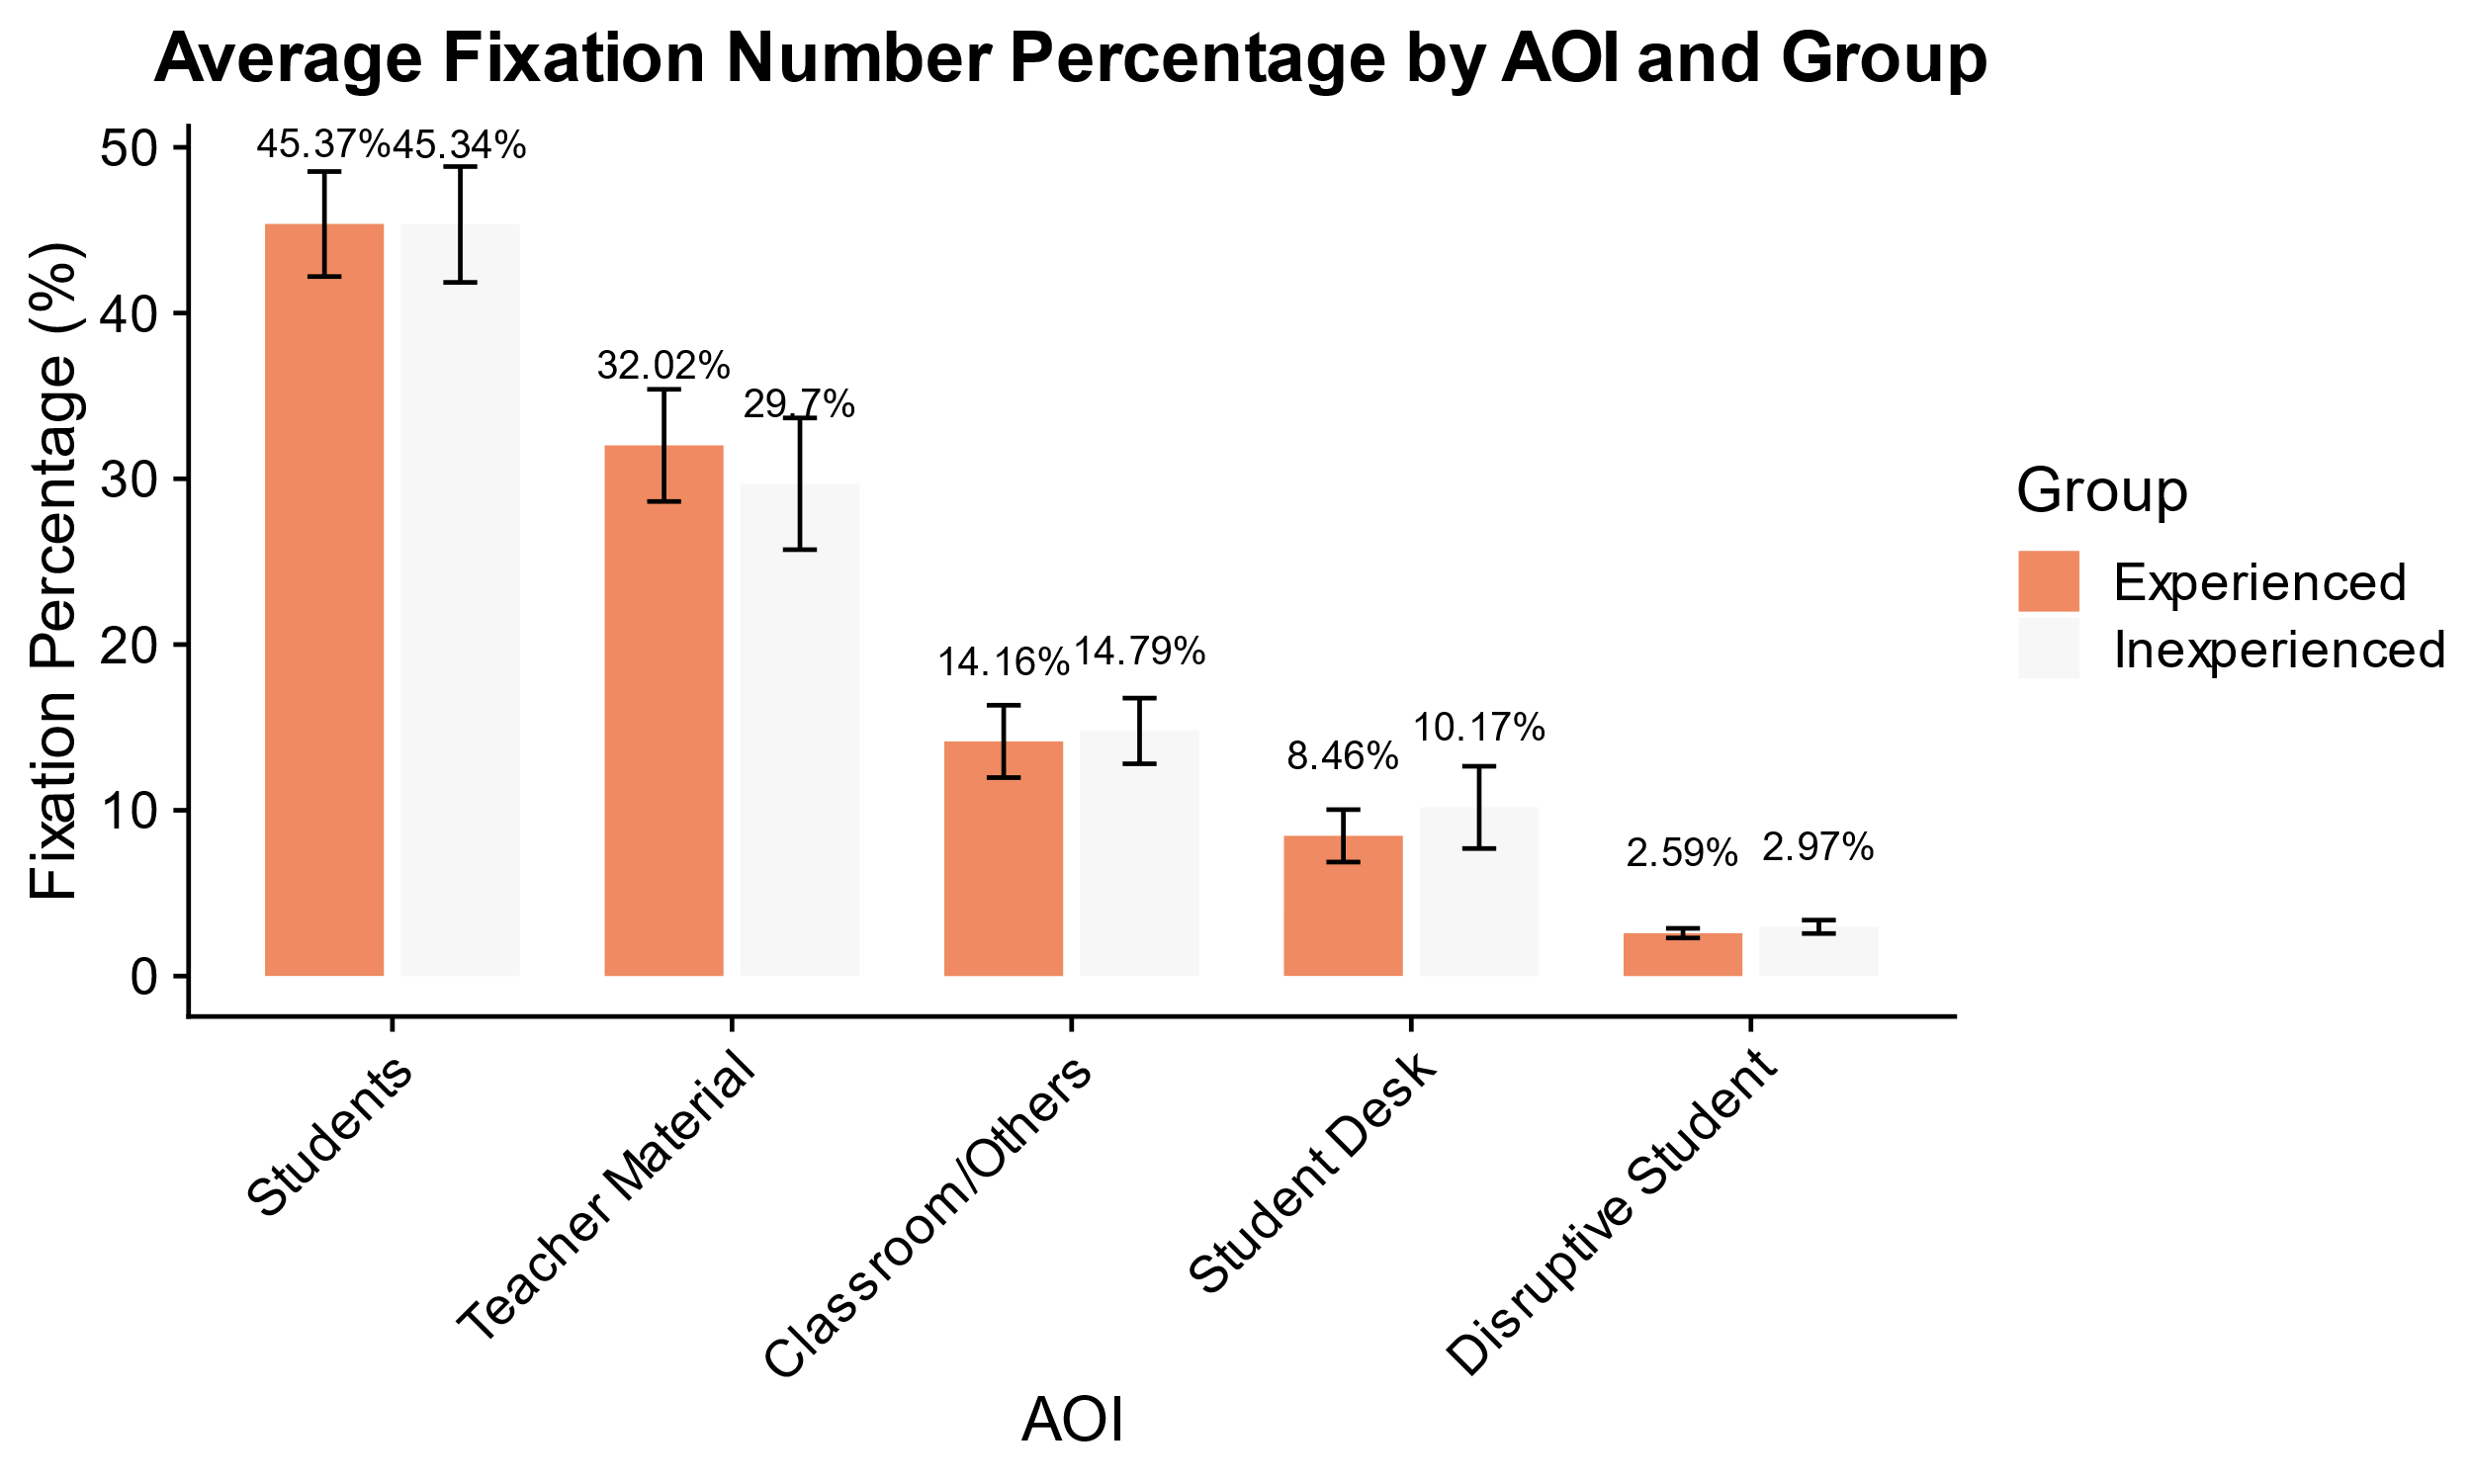 Average Fixation Number Percentage by AOI and Group
Fixation Percentage (%)
50
40
30
20
10
0
45.37%
45.34%
32.02%
29.7%
14.16%
14.79%
8.46%
10.17%
2.59%
2.97%
Students
Teacher Material
Classroom/Others
Student Desk
Disruptive Student
AOI
Group
Experienced
Inexperienced